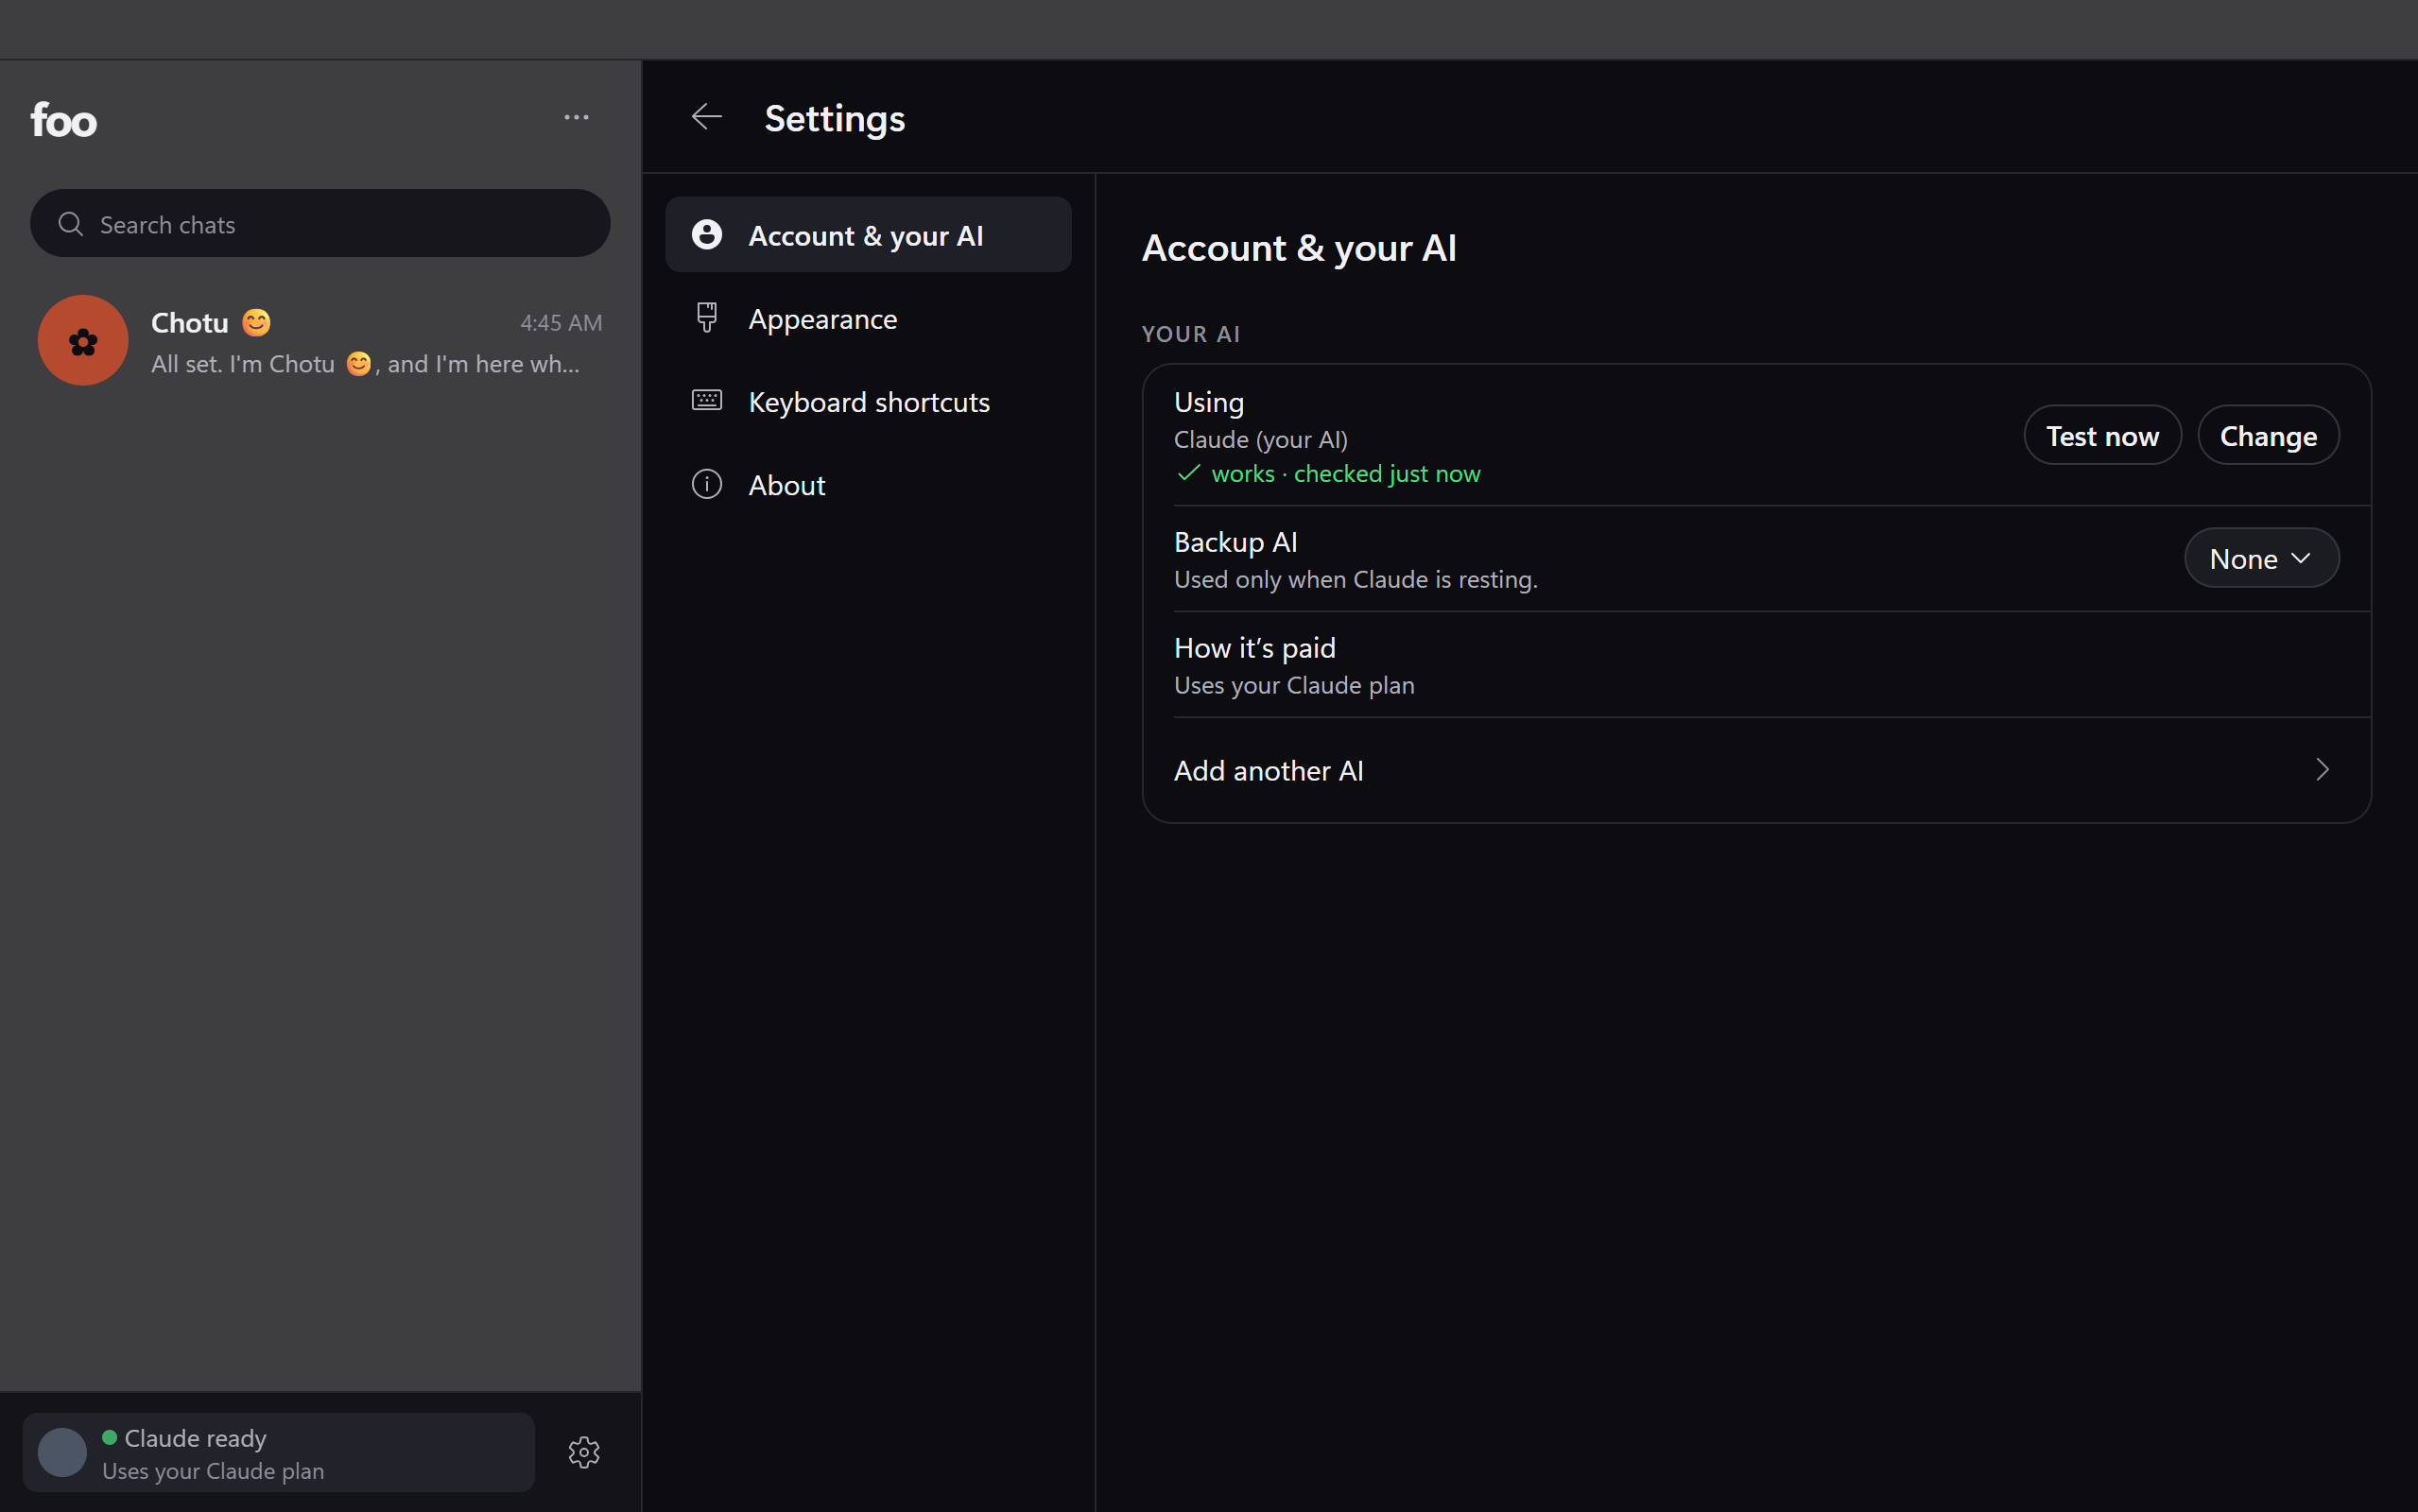 foo
Search chats
Chotu 😊
4:45 AM
All set. I'm Chotu 😊, and I'm here wh...
Claude ready
Uses your Claude plan
Settings
Account & your AI
Appearance
Keyboard shortcuts
About
Account & your AI
YOUR AI
Using
Claude (your AI)
works · checked just now
Test now
Change
Backup AI
Used only when Claude is resting.
None
How it’s paid
Uses your Claude plan
Add another AI